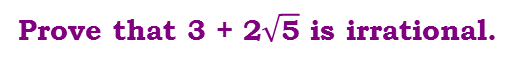 Prove that 3 + 2√5 is irrational.